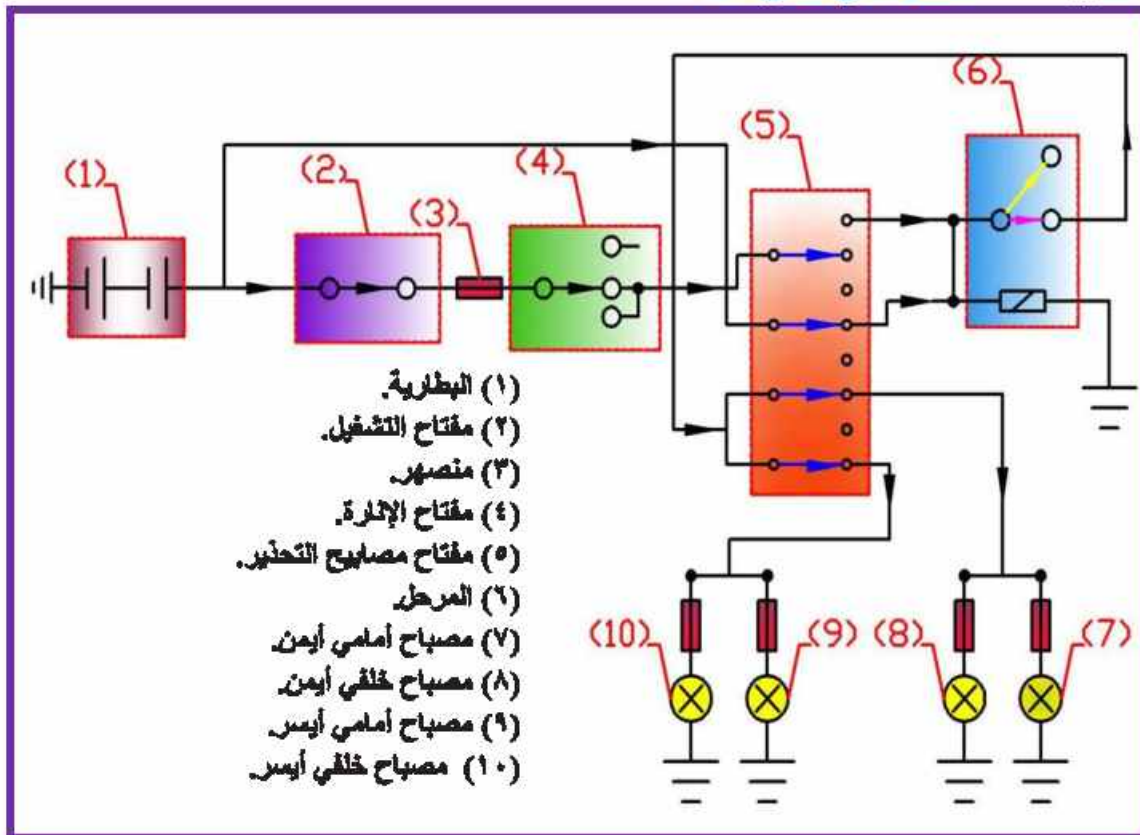 (1)
(2)
(3)
(4)
(5)
(6)
(١) البطارية.
(٢) مفتاح التشغيل.
(٣) منصهر.
(٤) مفتاح الإنارة.
(٥) مفتاح مصابيح التحذير.
(٦) المرحل.
(٧) مصباح أمامي أيمن.
(٨) مصباح خلفي أيمن.
(٩) مصباح أمامي أيسر.
(١٠) مصباح خلفي أيسر.
(10)
(9)
(8)
(7)